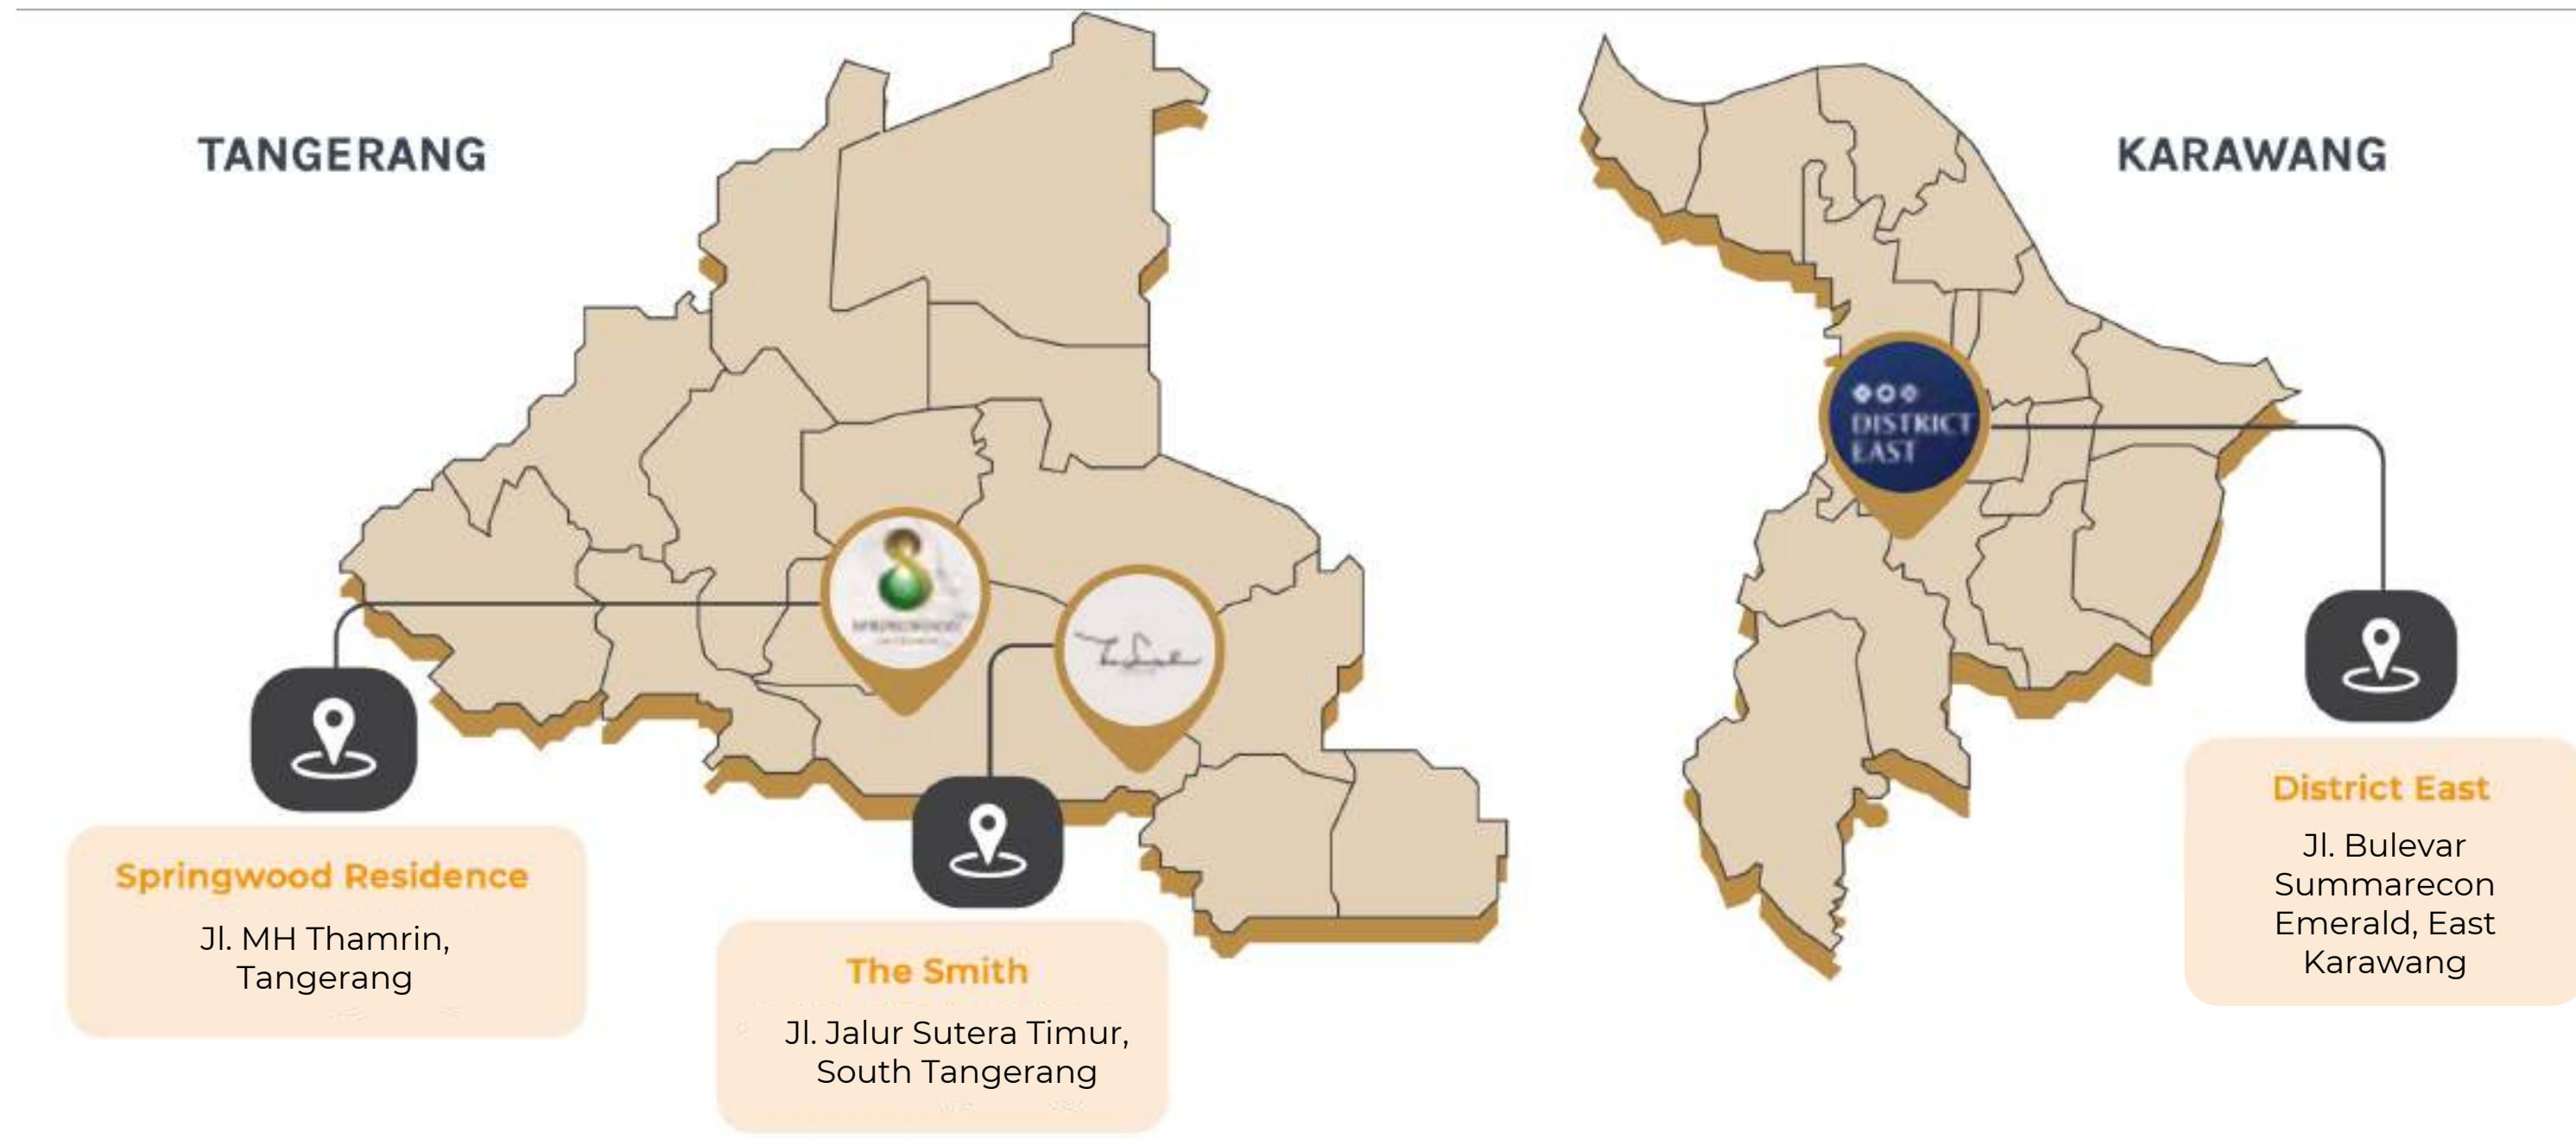 TANGERANG
KARAWANG
DISTRICT
EAST
SPRINGWOOD
Springwood Residence
Jl. MH Thamrin,
Tangerang
The Smith
Jl. Jalur Sutera Timur,
South Tangerang
District East
Jl. Bulevar
Summarecon
Emerald, East
Karawang